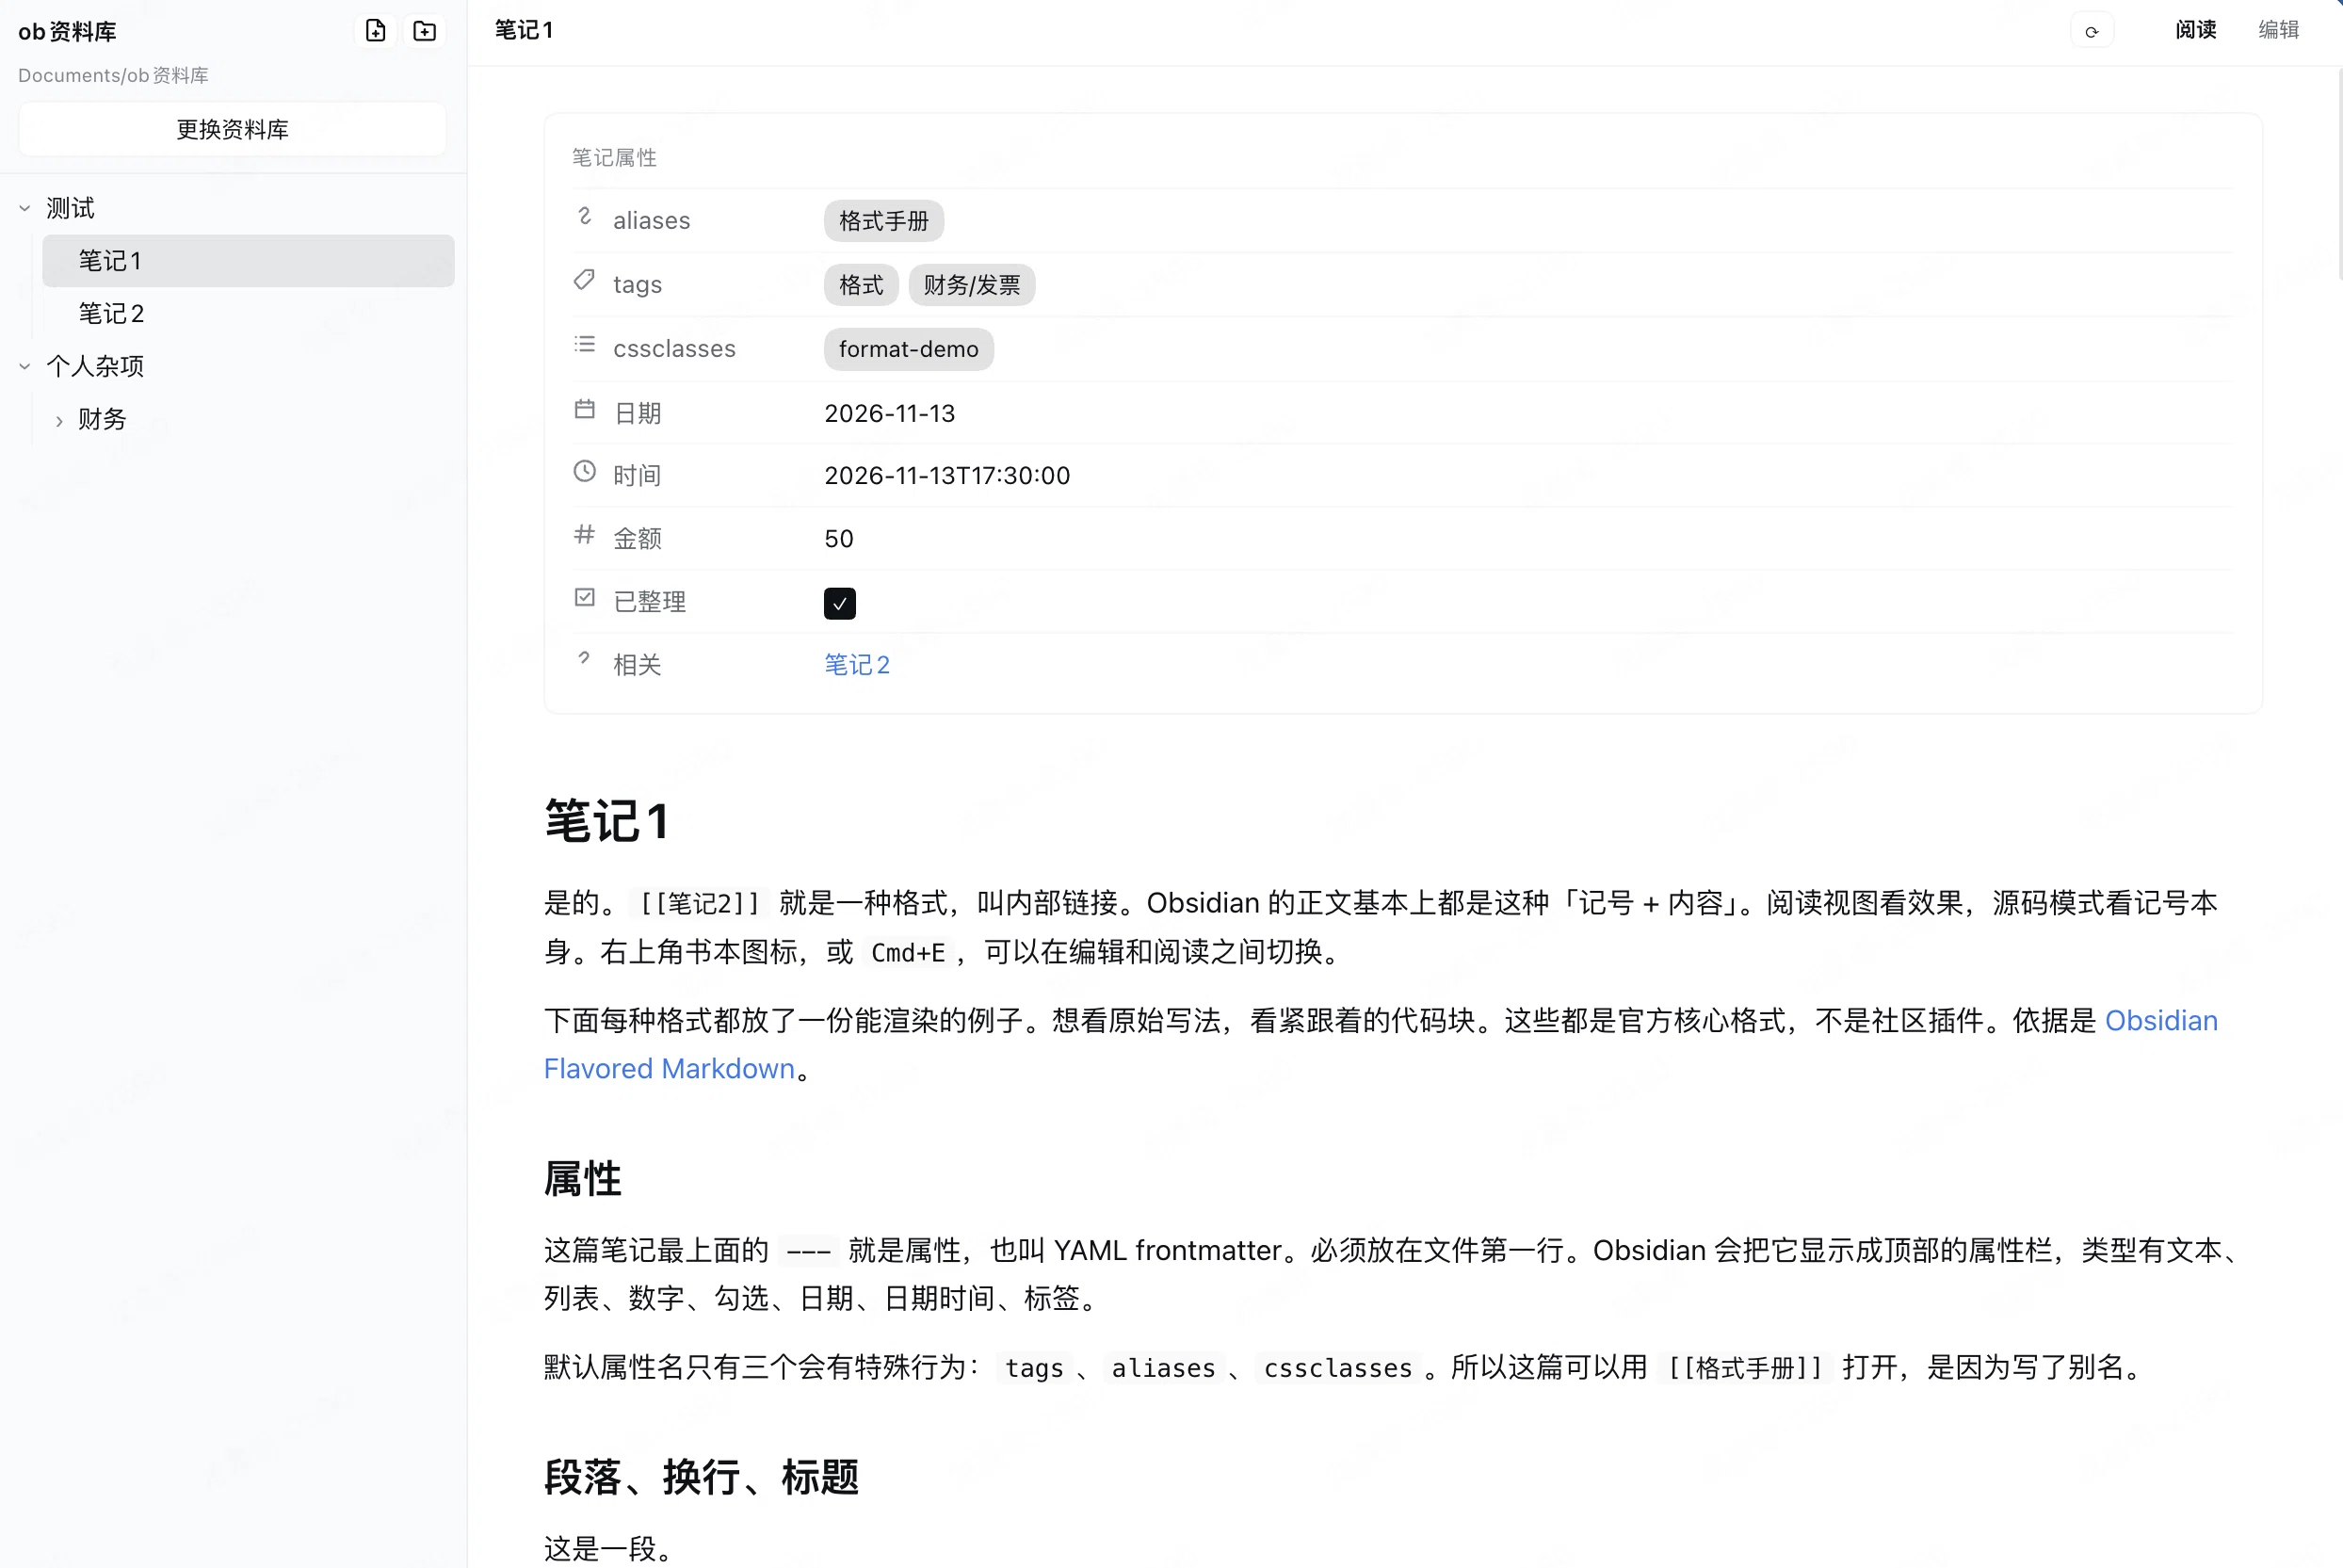 ob资料库
Documents/ob资料库
更换资料库
测试
笔记1
笔记2
个人杂项
财务
笔记1
阅读
编辑
笔记属性
aliases 格式手册
tags 格式 财务/发票
cssclasses format-demo
日期 2026-11-13
时间 2026-11-13T17:30:00
金额 50
已整理
相关 笔记2
笔记1
是的。 [[笔记2]] 就是一种格式，叫内部链接。Obsidian 的正文基本上都是这种「记号 + 内容」。阅读视图看效果，源码模式看记号本
身。右上角书本图标，或 Cmd+E ，可以在编辑和阅读之间切换。
下面每种格式都放了一份能渲染的例子。想看原始写法，看紧跟着的代码块。这些都是官方核心格式，不是社区插件。依据是 Obsidian
Flavored Markdown。
属性
这篇笔记最上面的 --- 就是属性，也叫 YAML frontmatter。必须放在文件第一行。Obsidian 会把它显示成顶部的属性栏，类型有文本、
列表、数字、勾选、日期、日期时间、标签。
默认属性名只有三个会有特殊行为： tags 、 aliases 、 cssclasses 。所以这篇可以用 [[格式手册]] 打开，是因为写了别名。
段落、换行、标题
这是一段。